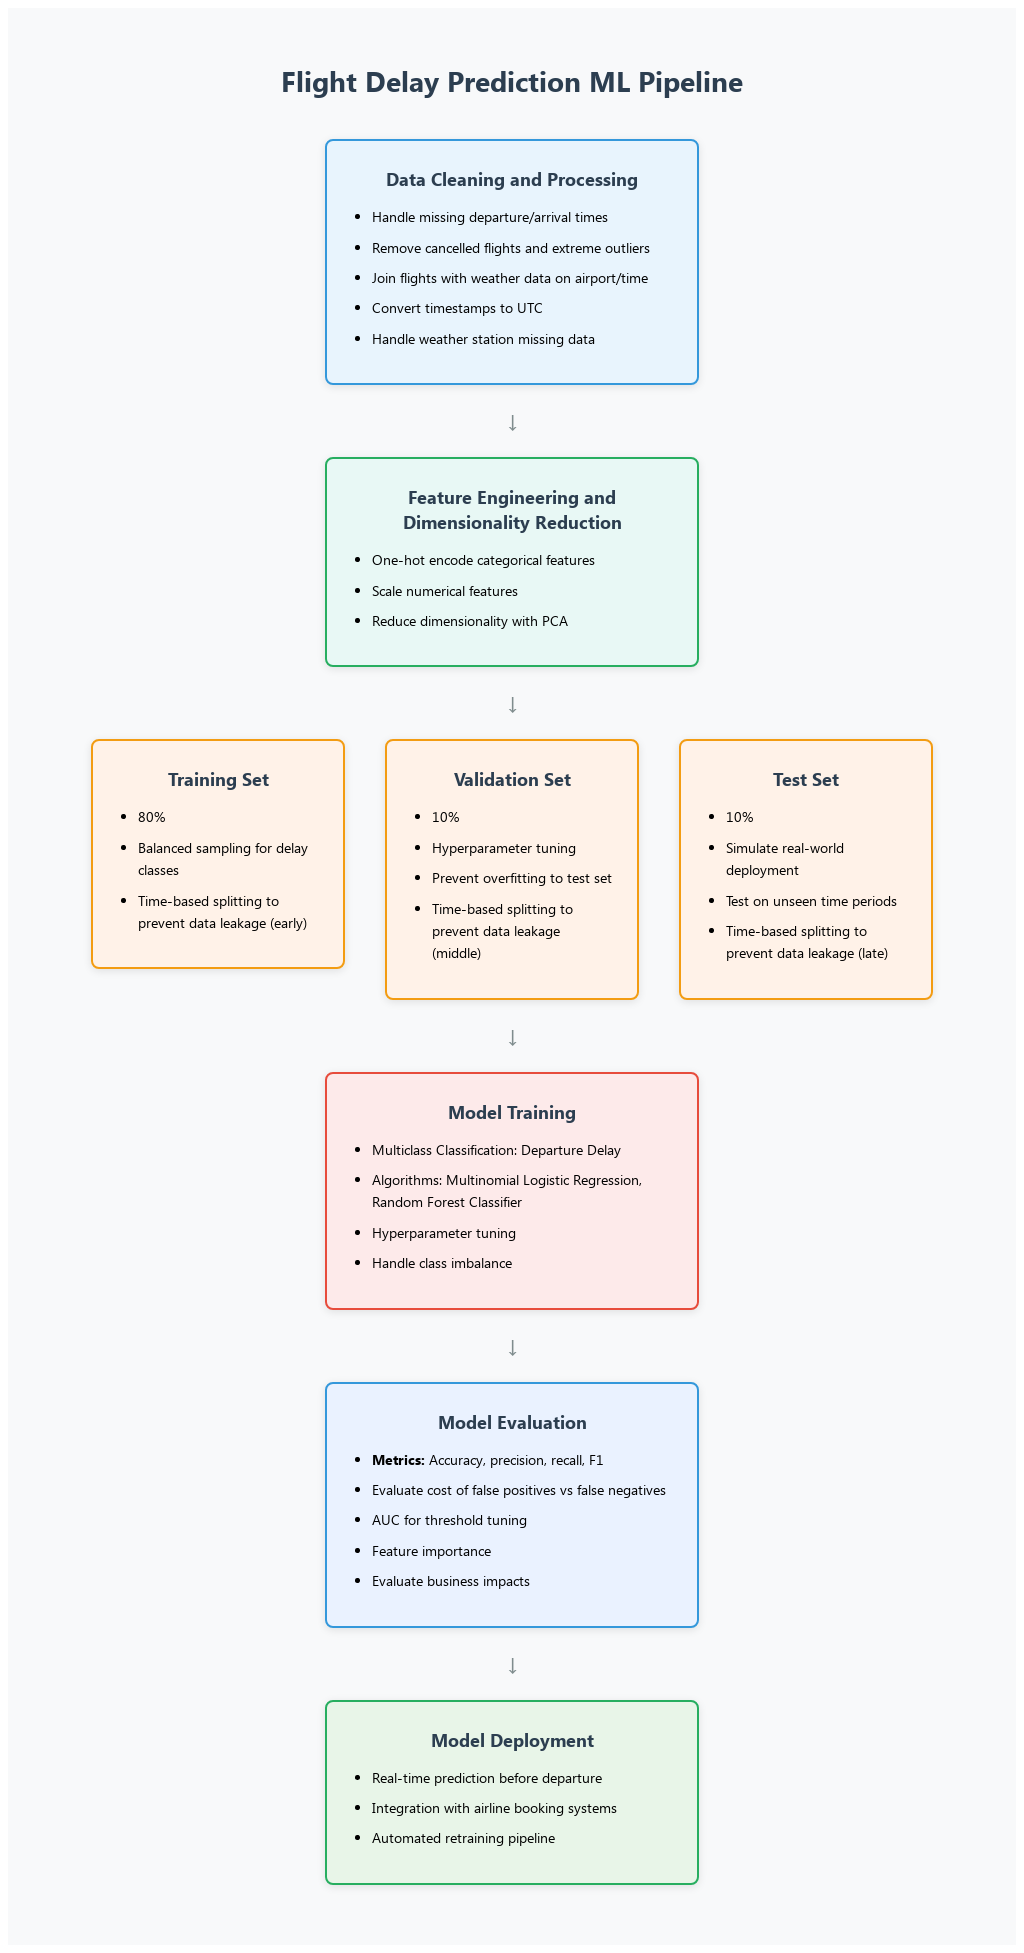 Flight Delay Prediction ML Pipeline
Data Cleaning and Processing
• Handle missing departure/arrival times
• Remove cancelled flights and extreme outliers
• Join flights with weather data on airport/time
• Convert timestamps to UTC
• Handle weather station missing data
↓
Feature Engineering and
Dimensionality Reduction
• One-hot encode categorical features
• Scale numerical features
• Reduce dimensionality with PCA
↓
Training Set
• 80%
• Balanced sampling for delay
classes
• Time-based splitting to
prevent data leakage (early)
Validation Set
• 10%
• Hyperparameter tuning
• Prevent overfitting to test set
• Time-based splitting to
prevent data leakage
(middle)
Test Set
• 10%
• Simulate real-world
deployment
• Test on unseen time periods
• Time-based splitting to
prevent data leakage (late)
↓
Model Training
• Multiclass Classification: Departure Delay
• Algorithms: Multinomial Logistic Regression,
Random Forest Classifier
• Hyperparameter tuning
• Handle class imbalance
↓
Model Evaluation
• Metrics: Accuracy, precision, recall, F1
• Evaluate cost of false positives vs false negatives
• AUC for threshold tuning
• Feature importance
• Evaluate business impacts
↓
Model Deployment
• Real-time prediction before departure
• Integration with airline booking systems
• Automated retraining pipeline